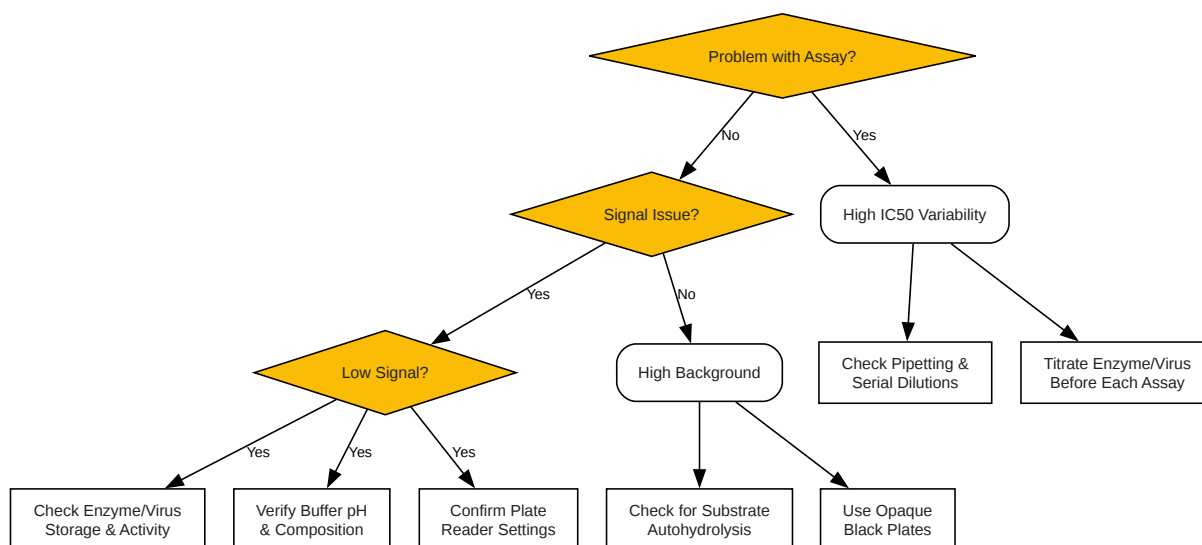 Problem with Assay?
No
Yes
Signal Issue?
High IC50 Variability
Yes
No
Low Signal?
High Background
Check Pipetting &
Serial Dilutions
Titrate Enzyme/Virus
Before Each Assay
Yes
Yes
Yes
Check Enzyme/Virus
Storage & Activity
Verify Buffer pH
& Composition
Confirm Plate
Reader Settings
Check for Substrate
Autohydrolysis
Use Opaque
Black Plates